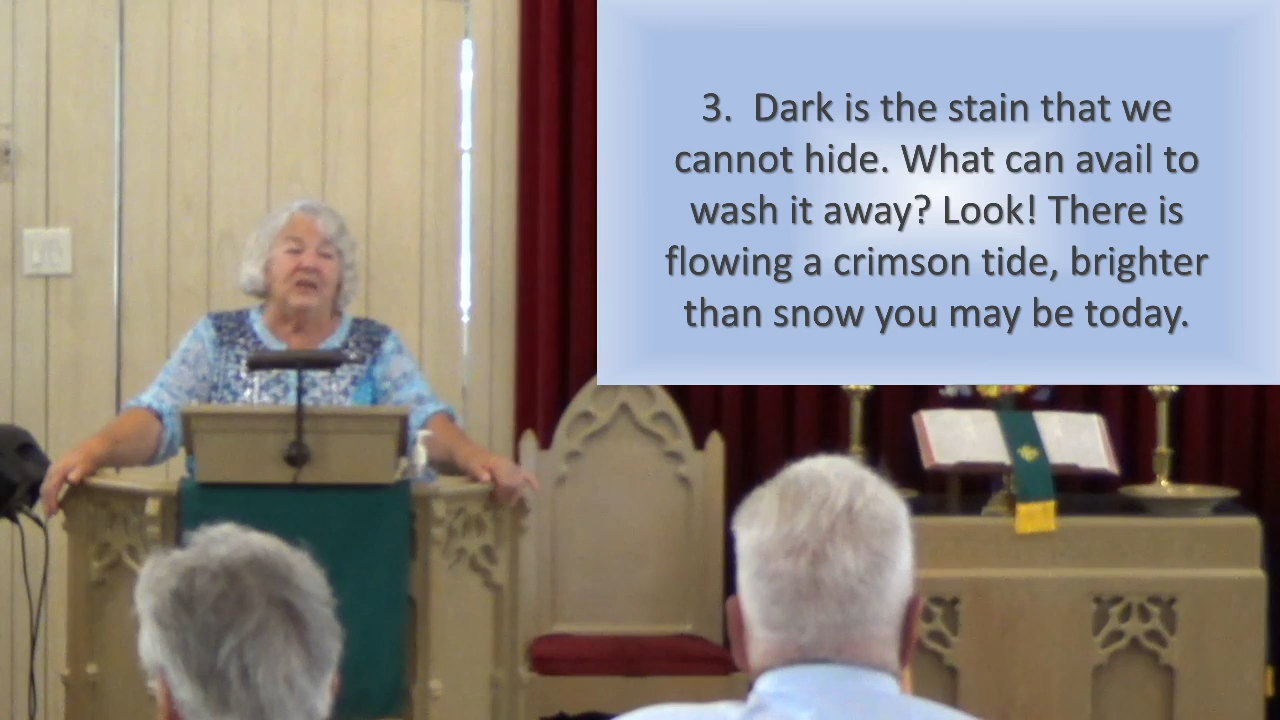 3. Dark is the stain that we
cannot hide. What can avail to
wash it away? Look! There is
flowing a crimson tide, brighter
than snow you may be today.